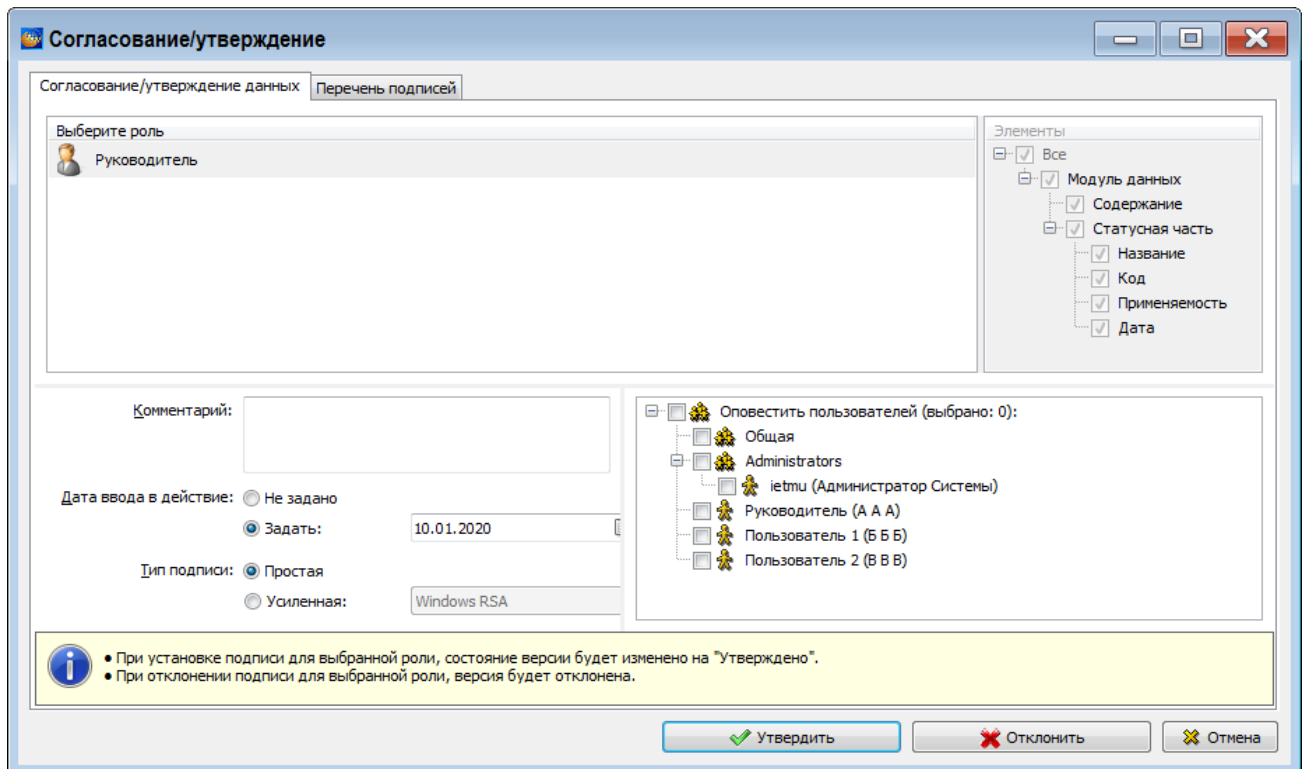 Согласование/утверждение
Согласование/утверждение данных
Перечень подписей
Выберите роль
Руководитель
Элементы
Все
Модуль данных
Содержание
Статусная часть
Название
Код
Применяемость
Дата
Комментарий:
Дата ввода в действие:
Не задано
Задать:
10.01.2020
Тип подписи:
Простая
Усиленная:
Windows RSA
Оповестить пользователей (выбрано: 0):
Общая
Administrators
ietmu (Администратор Системы)
Руководитель (А А А)
Пользователь 1 (Б Б Б)
Пользователь 2 (В В В)
• При установке подписи для выбранной роли, состояние версии будет изменено на "Утверждено".
• При отклонении подписи для выбранной роли, версия будет отклонена.
Утвердить
Отклонить
Отмена